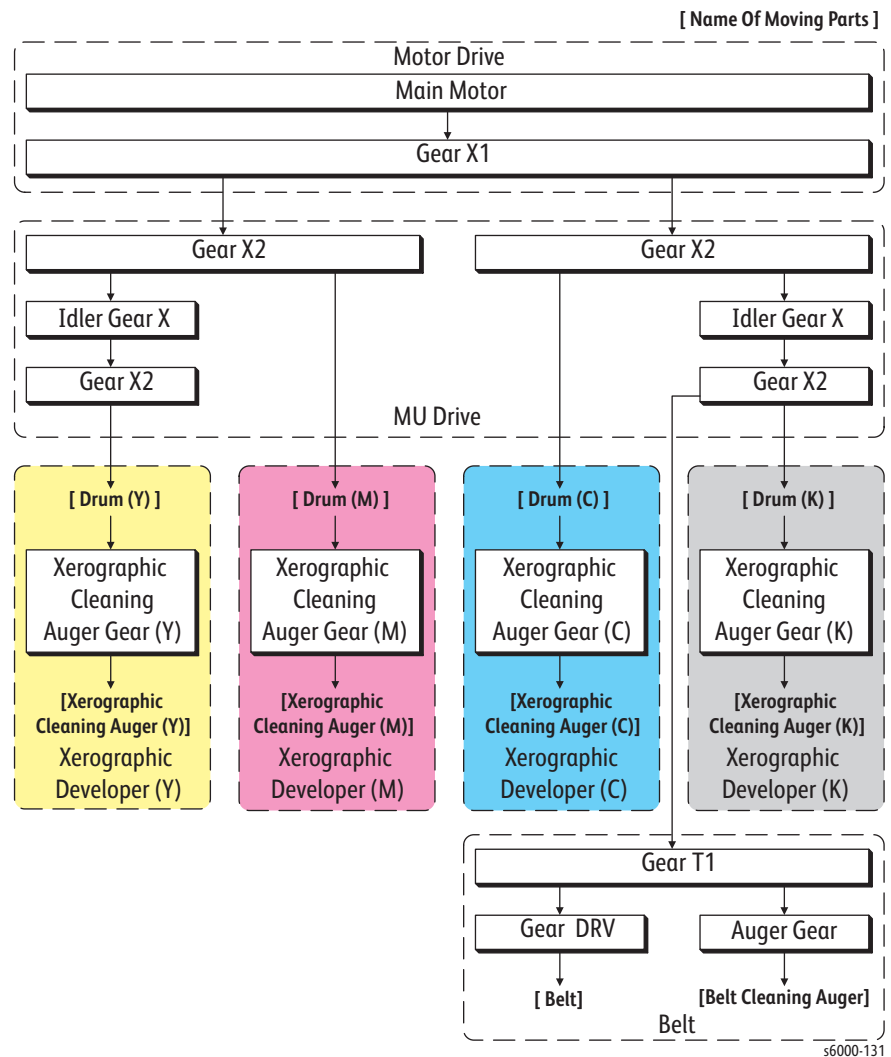 [ Name Of Moving Parts ]
Motor Drive
Main Motor
Gear X1
Gear X2
Gear X2
Idler Gear X
Idler Gear X
Gear X2
Gear X2
MU Drive
[ Drum (Y) ]
[ Drum (M) ]
[ Drum (C) ]
[ Drum (K) ]
Xerographic
Cleaning
Auger Gear (Y)
Xerographic
Cleaning
Auger Gear (M)
Xerographic
Cleaning
Auger Gear (C)
Xerographic
Cleaning
Auger Gear (K)
[Xerographic
Cleaning Auger (Y)]
Xerographic
Developer (Y)
[Xerographic
Cleaning Auger (M)]
Xerographic
Developer (M)
[Xerographic
Cleaning Auger (C)]
Xerographic
Developer (C)
[Xerographic
Cleaning Auger (K)]
Xerographic
Developer (K)
Gear T1
Gear DRV
Auger Gear
[ Belt]
[Belt Cleaning Auger]
Belt
s6000-131